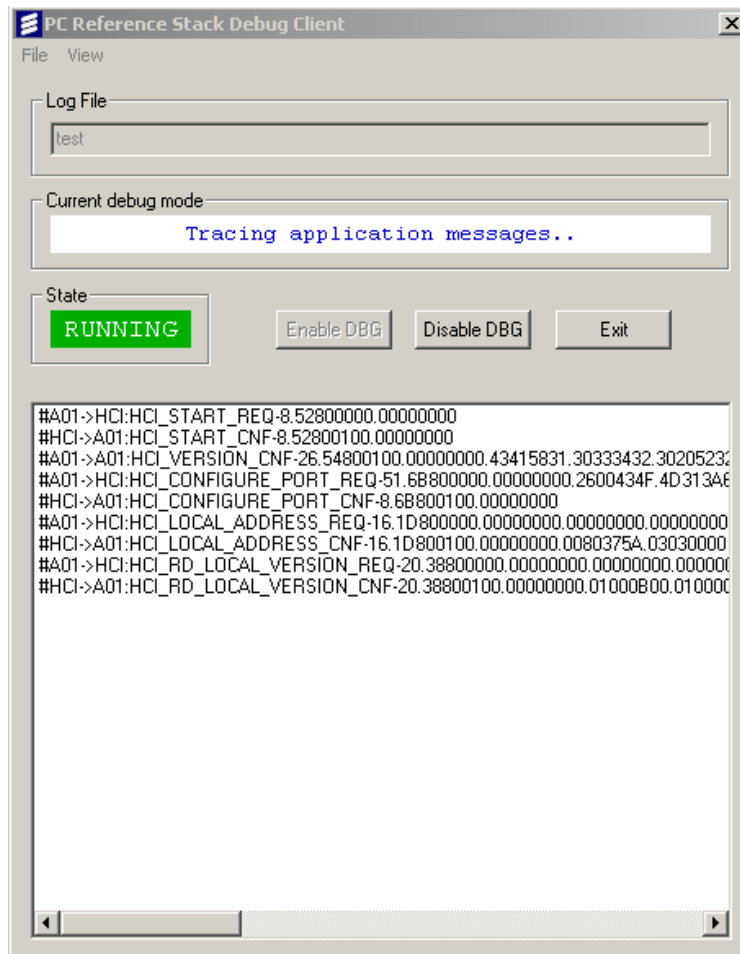 PC Reference Stack Debug Client
File View
Log File
test
Current debug mode
Tracing application messages..
State
RUNNING
Enable DBG
Disable DBG
Exit
#A01->HCI:HCI_START_REQ-8.52800000.00000000
#HCI->A01:HCI_START_CNF-8.52800100.00000000
#A01->A01:HCI_VERSION_CNF-26.54800100.00000000.43415831.30333432.30205232
#A01->HCI:HCI_CONFIGURE_PORT_REQ-51.6B800000.00000000.2600434F.4D313A6
#HCI->A01:HCI_CONFIGURE_PORT_CNF-8.6B800100.00000000
#A01->HCI:HCI_LOCAL_ADDRESS_REQ-16.1D800000.00000000.00000000.00000000
#HCI->A01:HCI_LOCAL_ADDRESS_CNF-16.1D800100.00000000.0080375A.03030000
#A01->HCI:HCI_RD_LOCAL_VERSION_REQ-20.38800000.00000000.00000000.000000
#HCI->A01:HCI_RD_LOCAL_VERSION_CNF-20.38800100.00000000.01000B00.010000